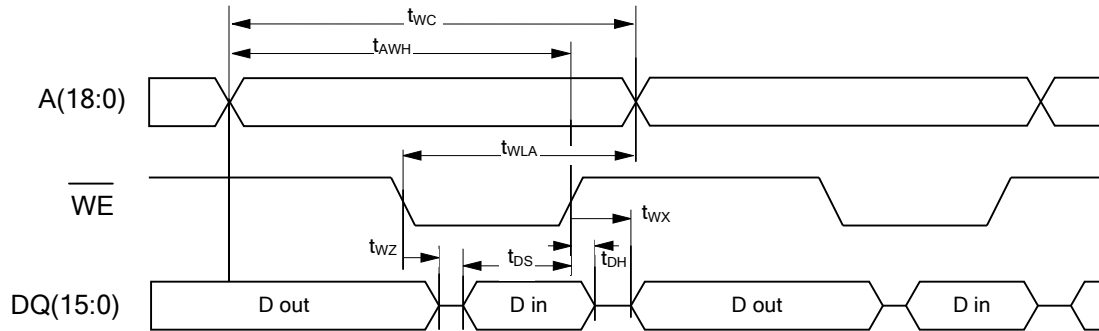 tWC
tAWH
A(18:0)
tWLA
WE
tWX
tWZ
tDS
tDH
DQ(15:0)
D out
D in
D out
D in